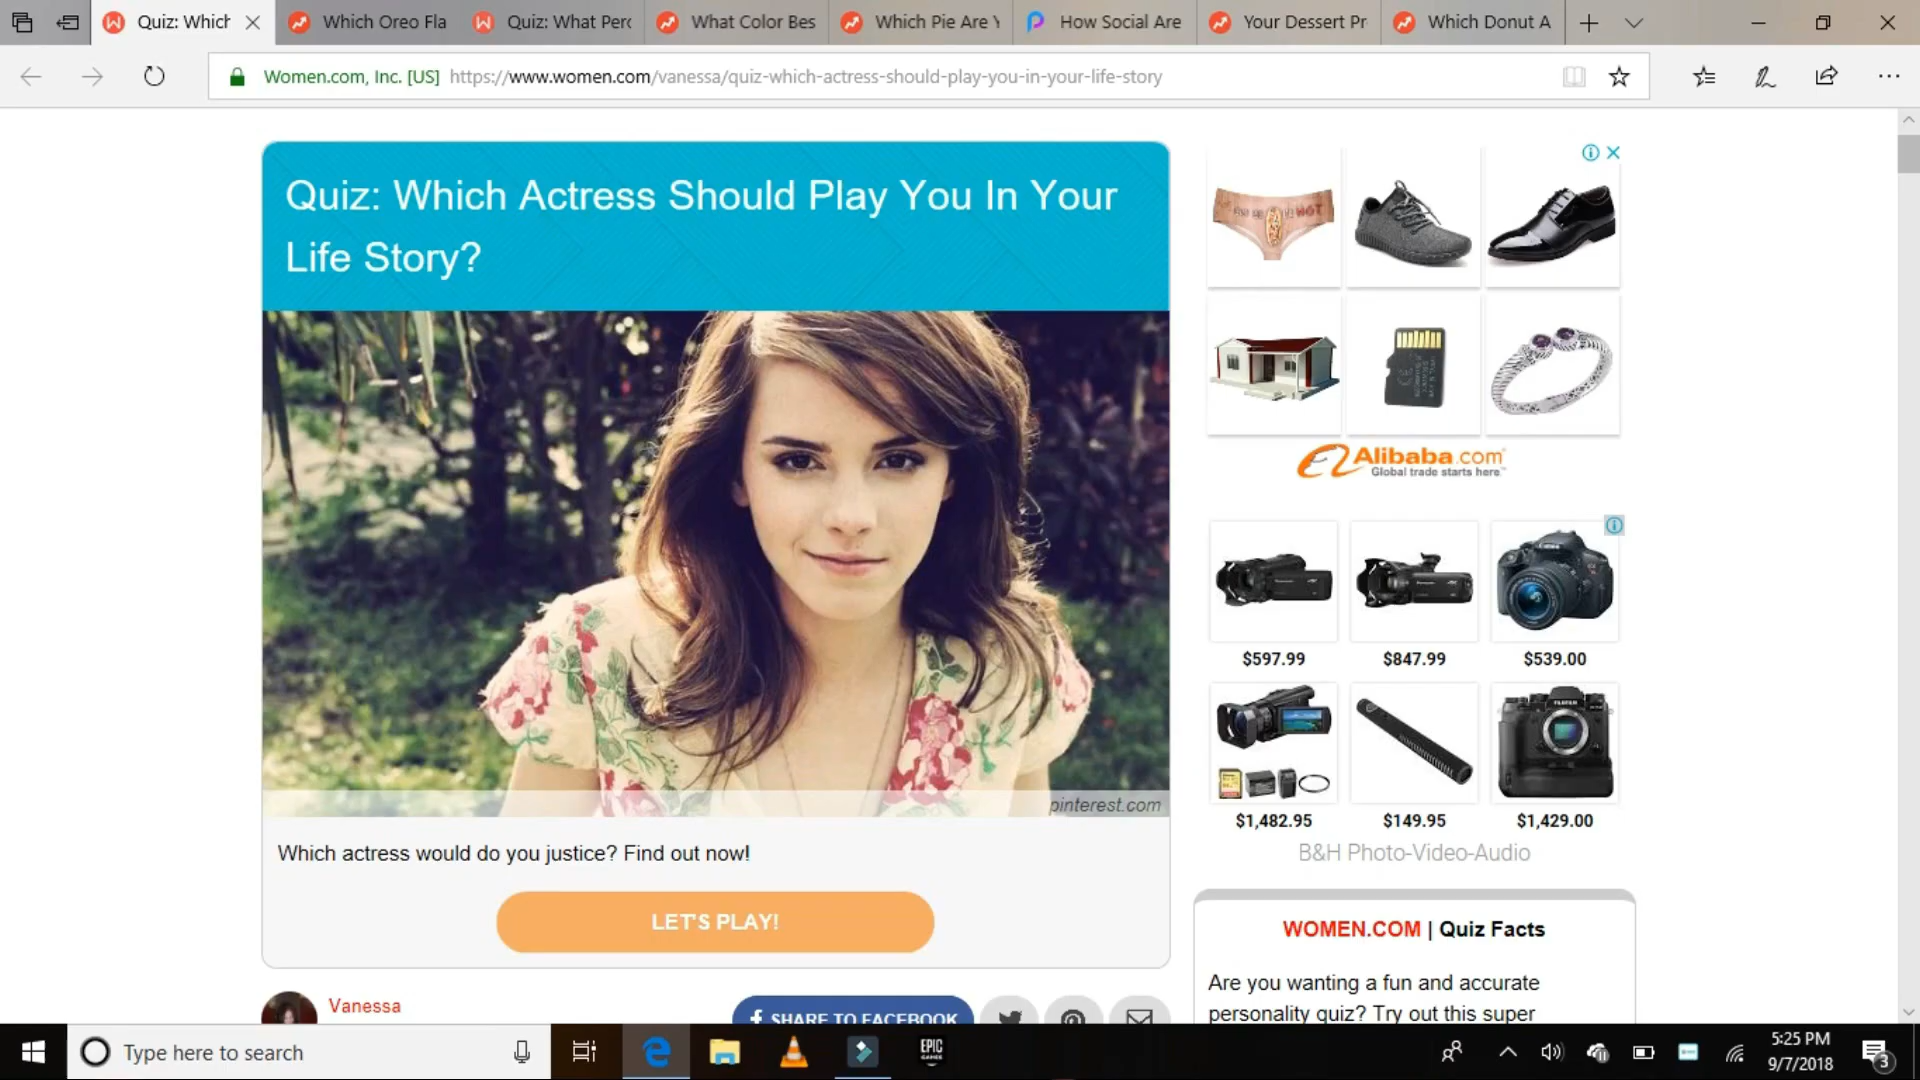 Quiz: Which
Which Oreo Fla
Quiz: What Perc
What Color Bes
Which Pie Are Y
How Social Are
Your Dessert Pr
Which Donut A
Women.com, Inc. [US] https://www.women.com/vanessa/quiz-which-actress-should-play-you-in-your-life-story
Quiz: Which Actress Should Play You In Your
Life Story?
pinterest.com
Which actress would do you justice? Find out now!
LET'S PLAY!
Vanessa
SHARE TO FACEBOOK
Alibaba.com
Global trade starts here.™
$597.99 $847.99 $539.00
$1,482.95 $149.95 $1,429.00
B&H Photo-Video-Audio
WOMEN.COM | Quiz Facts
Are you wanting a fun and accurate
personality quiz? Try out this super
Type here to search
EPIC
GAMES
5:25 PM
9/7/2018
3